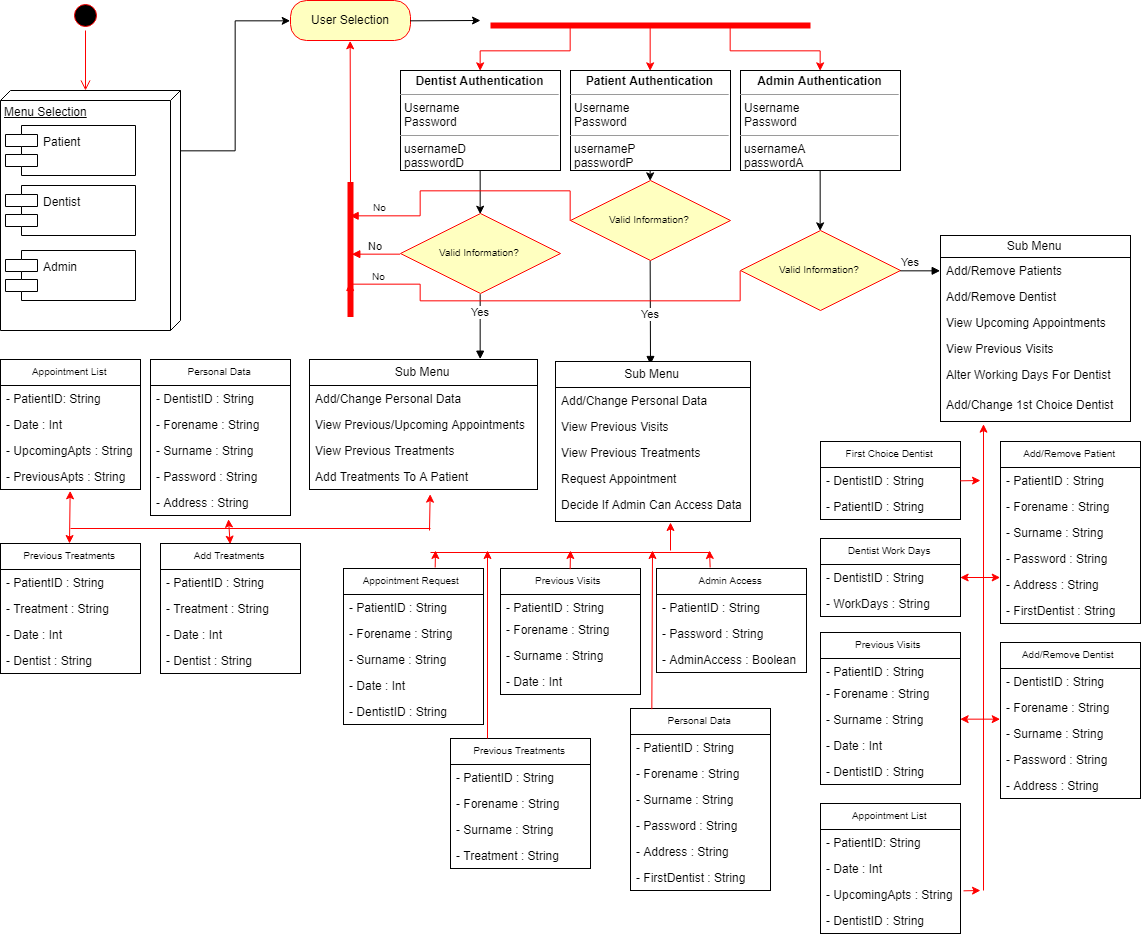 User Selection
Menu Selection
Patient
Dentist
Admin
Dentist Authentication
Username
Password
usernameD
passwordD
Patient Authentication
Username
Password
usernameP
passwordP
Admin Authentication
Username
Password
usernameA
passwordA
No
No
No
Valid Information?
Valid Information?
Valid Information?
Yes
Yes
Yes
Sub Menu
Add/Remove Patients
Add/Remove Dentist
View Upcoming Appointments
View Previous Visits
Alter Working Days For Dentist
Add/Change 1st Choice Dentist
Appointment List
- PatientID: String
- Date : Int
- UpcomingApts : String
- PreviousApts : String
Personal Data
- DentistID : String
- Forename : String
- Surname : String
- Password : String
- Address : String
Sub Menu
Add/Change Personal Data
View Previous/Upcoming Appointments
View Previous Treatments
Add Treatments To A Patient
Sub Menu
Add/Change Personal Data
View Previous Visits
View Previous Treatments
Request Appointment
Decide If Admin Can Access Data
Previous Treatments
- PatientID : String
- Treatment : String
- Date : Int
- Dentist : String
Add Treatments
- PatientID : String
- Treatment : String
- Date : Int
- Dentist : String
Appointment Request
- PatientID : String
- Forename : String
- Surname : String
- Date : Int
- DentistID : String
Previous Visits
- PatientID : String
- Forename : String
- Surname : String
- Date : Int
Admin Access
- PatientID : String
- Password : String
- AdminAccess : Boolean
Previous Treatments
- PatientID : String
- Forename : String
- Surname : String
- Treatment : String
Personal Data
- PatientID : String
- Forename : String
- Surname : String
- Password : String
- Address : String
- FirstDentist : String
First Choice Dentist
- DentistID : String
- PatientID : String
Dentist Work Days
- DentistID : String
- WorkDays : String
Previous Visits
- PatientID : String
- Forename : String
- Surname : String
- Date : Int
- DentistID : String
Appointment List
- PatientID: String
- Date : Int
- UpcomingApts : String
- DentistID : String
Add/Remove Patient
- PatientID : String
- Forename : String
- Surname : String
- Password : String
- Address : String
- FirstDentist : String
Add/Remove Dentist
- DentistID : String
- Forename : String
- Surname : String
- Password : String
- Address : String